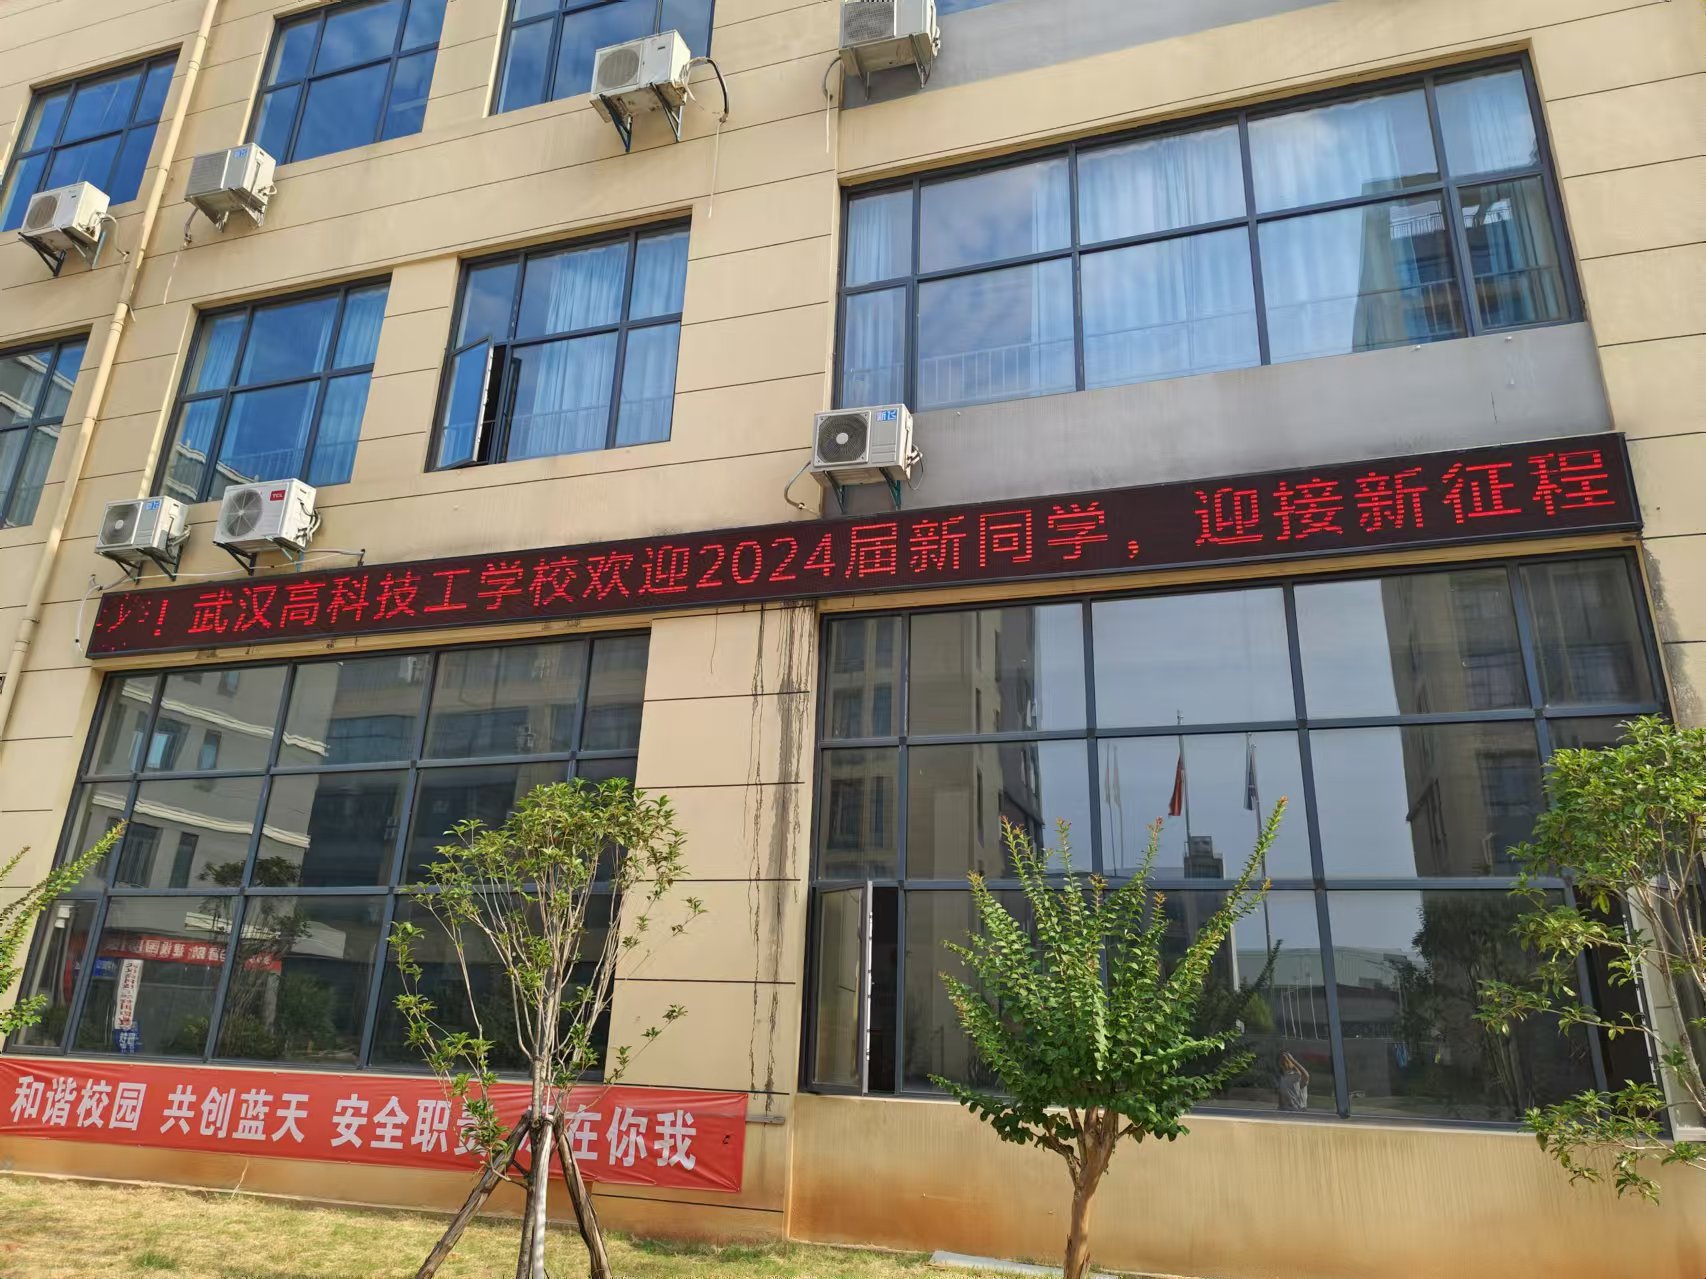 ！武汉高科技工学校欢迎2024届新同学，迎接新征程
TCL
和谐校园 共创蓝天 安全职责 在你我